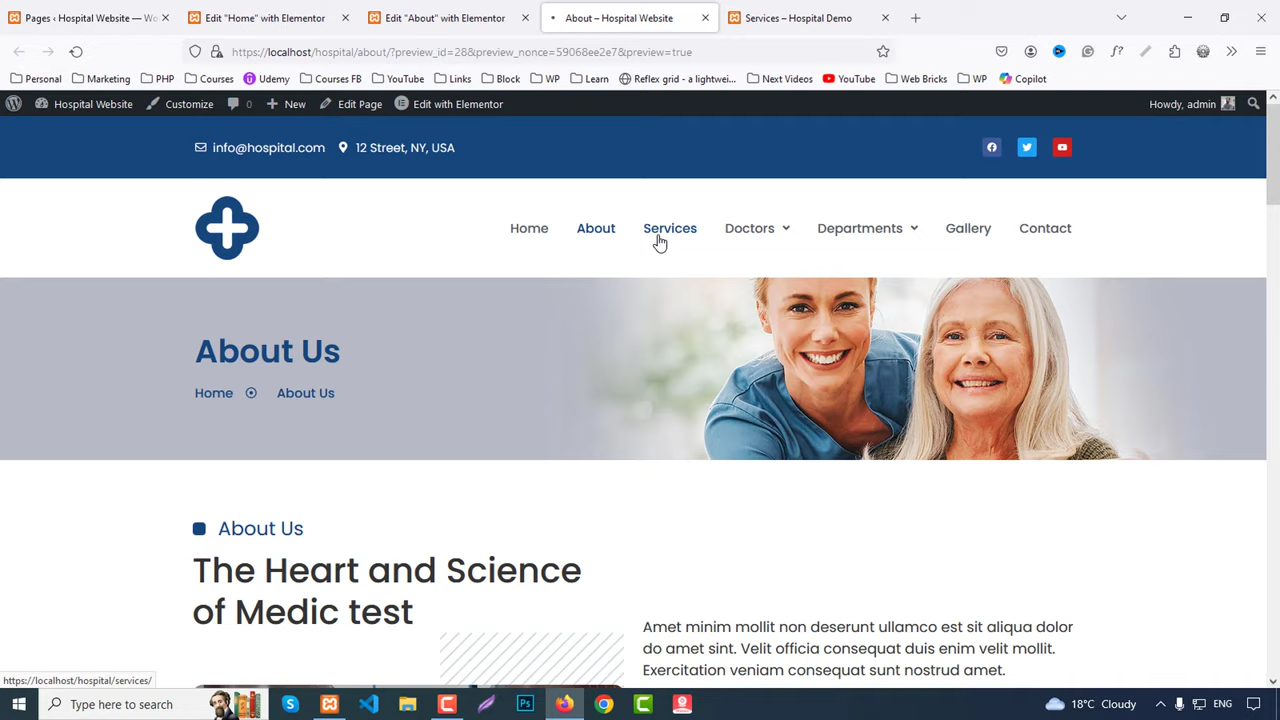 Pages ‹ Hospital Website — Wo
Edit "Home" with Elementor
Edit "About" with Elementor
About – Hospital Website
Services – Hospital Demo
https://localhost/hospital/about/?preview_id=28&preview_nonce=59068ee2e7&preview=true
Personal
Marketing
PHP
Courses
Udemy
Courses FB
YouTube
Links
Block
WP
Learn
Reflex grid - a lightwei...
Next Videos
YouTube
Web Bricks
WP
Copilot
Hospital Website
Customize
0
New
Edit Page
Edit with Elementor
Howdy, admin
info@hospital.com
12 Street, NY, USA
Home
About
Services
Doctors
Departments
Gallery
Contact
About Us
Home
About Us
About Us
The Heart and Science
of Medic test
Amet minim mollit non deserunt ullamco est sit aliqua dolor
do amet sint. Velit officia consequat duis enim velit mollit.
Exercitation veniam consequat sunt nostrud amet.
https://localhost/hospital/services/
Type here to search
18°C Cloudy
ENG